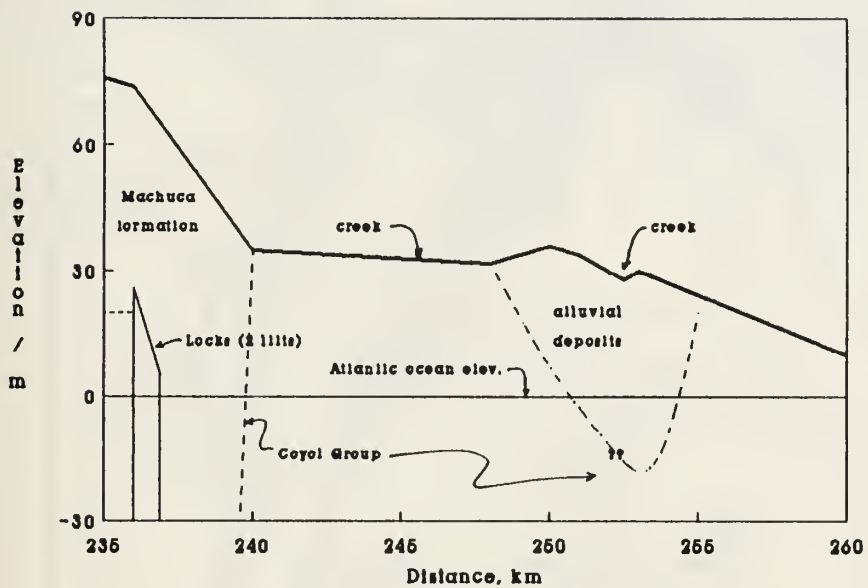 90
60
30
0
-30
Elevation / m
Machuca
formation
creek
creek
alluvial
deposits
Locks (2 lifts)
Atlantic ocean elev.
Coyol Group
??
235
240
245
250
255
260
Distance, km